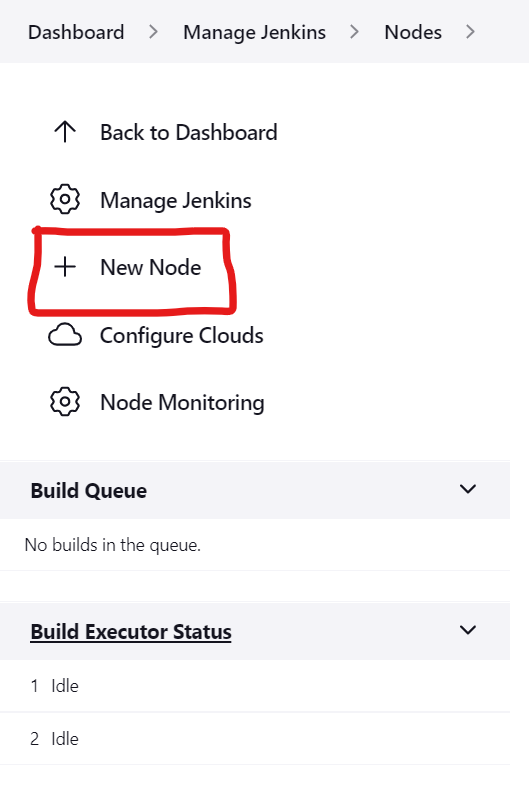 Dashboard > Manage Jenkins > Nodes >
Back to Dashboard
Manage Jenkins
New Node
Configure Clouds
Node Monitoring
Build Queue
No builds in the queue.
Build Executor Status
1 Idle
2 Idle